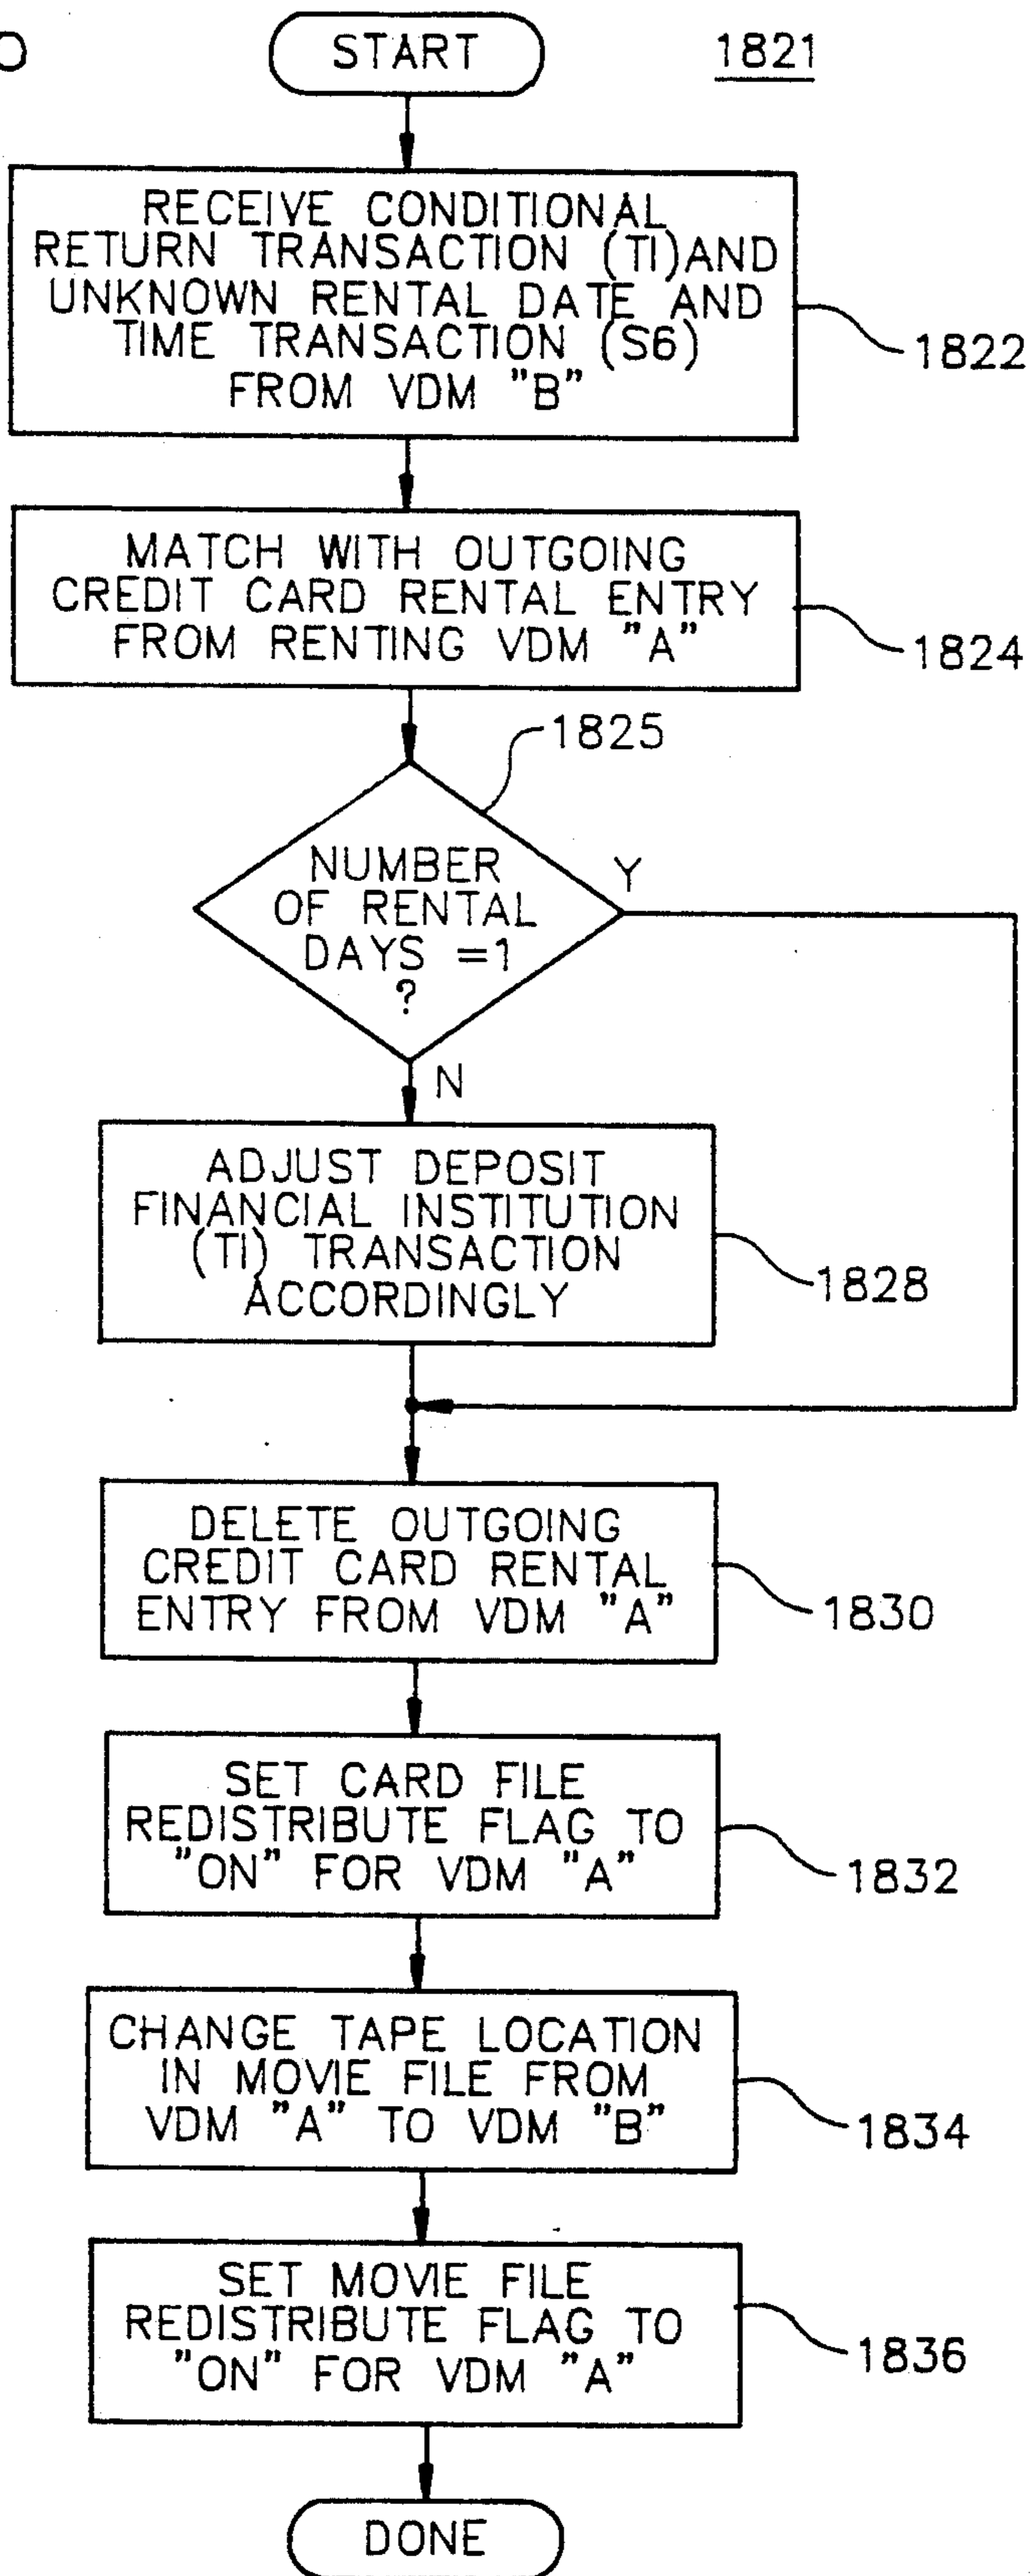 START
1821
RECEIVE CONDITIONAL
RETURN TRANSACTION (TI)AND
UNKNOWN RENTAL DATE AND
TIME TRANSACTION (S6)
FROM VDM "B"
1822
MATCH WITH OUTGOING
CREDIT CARD RENTAL ENTRY
FROM RENTING VDM "A"
1824
1825
NUMBER
OF RENTAL
DAYS =1
?
Y
N
ADJUST DEPOSIT
FINANCIAL INSTITUTION
(TI) TRANSACTION
ACCORDINGLY
1828
DELETE OUTGOING
CREDIT CARD RENTAL
ENTRY FROM VDM "A"
1830
SET CARD FILE
REDISTRIBUTE FLAG TO
"ON" FOR VDM "A"
1832
CHANGE TAPE LOCATION
IN MOVIE FILE FROM
VDM "A" TO VDM "B"
1834
SET MOVIE FILE
REDISTRIBUTE FLAG TO
"ON" FOR VDM "A"
1836
DONE